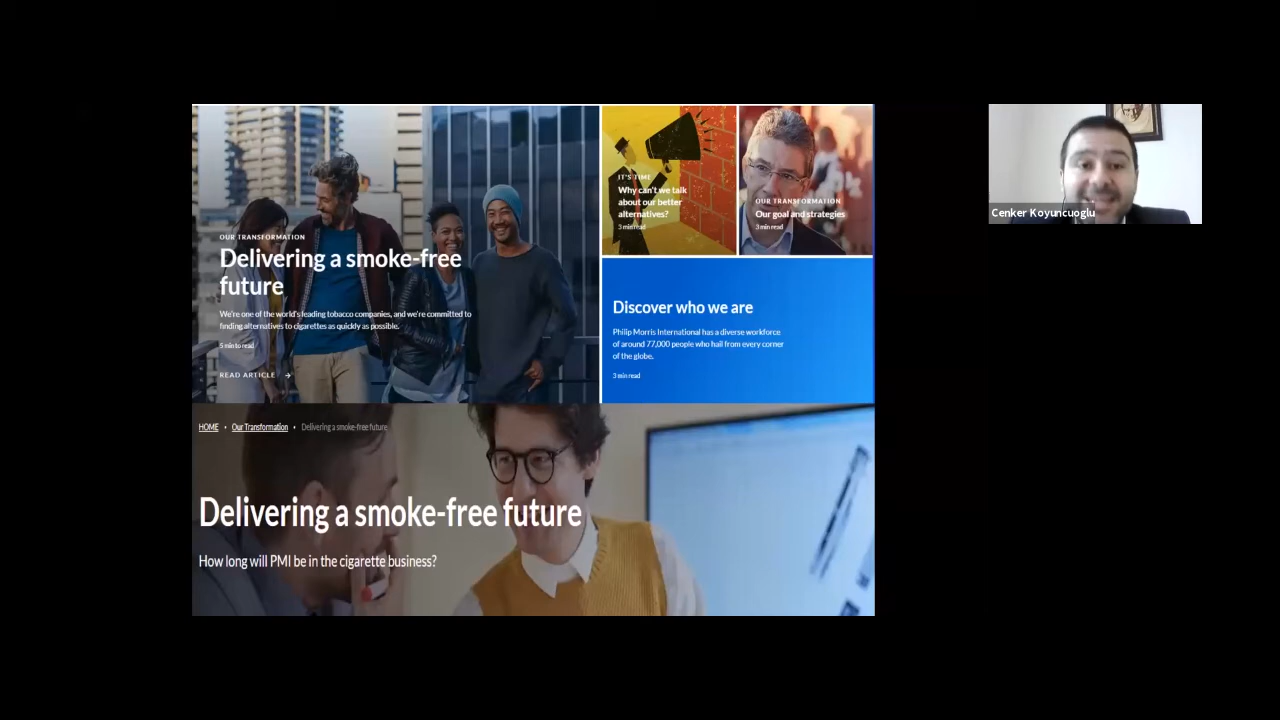 OUR TRANSFORMATION
Delivering a smoke-free
future
We're one of the world's leading tobacco companies, and we're committed to
finding alternatives to cigarettes as quickly as possible.
5 min to read
READ ARTICLE →
IT'S TIME
Why can't we talk
about our better
alternatives?
3 min read
OUR TRANSFORMATION
Our goal and strategies
3 min read
Discover who we are
Philip Morris International has a diverse workforce
of around 77,000 people who hail from every corner
of the globe.
3 min read
HOME • Our Transformation • Delivering a smoke-free future
Delivering a smoke-free future
How long will PMI be in the cigarette business?
Cenker Koyuncuoglu